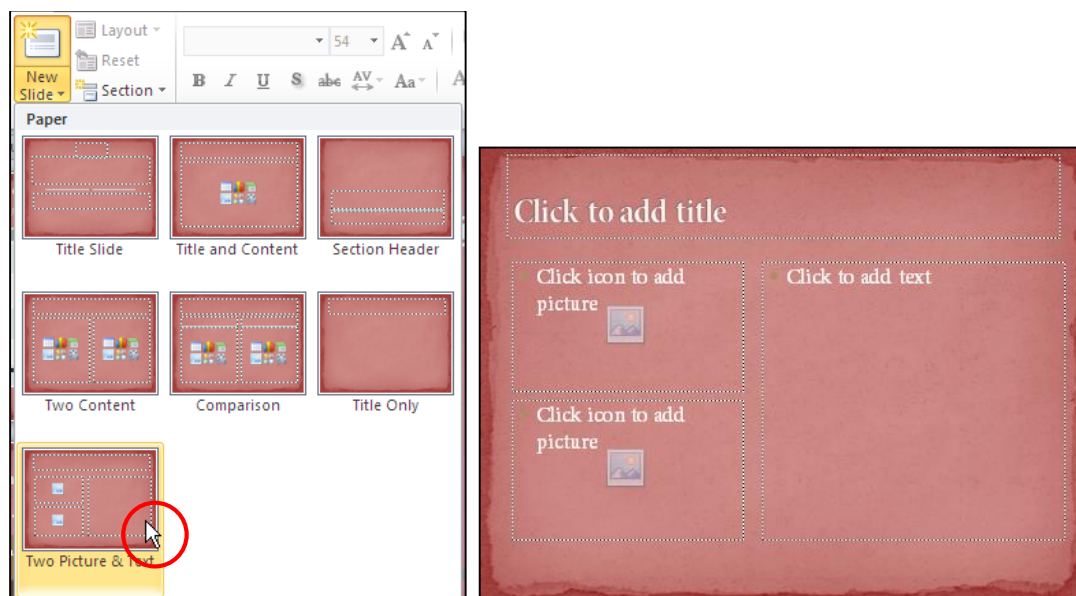 Layout
Reset
New
Slide
Section
54
A A
B I U S abc AV Aa A
Paper
Title Slide
Title and Content
Section Header
Two Content
Comparison
Title Only
Two Picture & Text
Click to add title
Click icon to add
picture
Click icon to add
picture
Click to add text